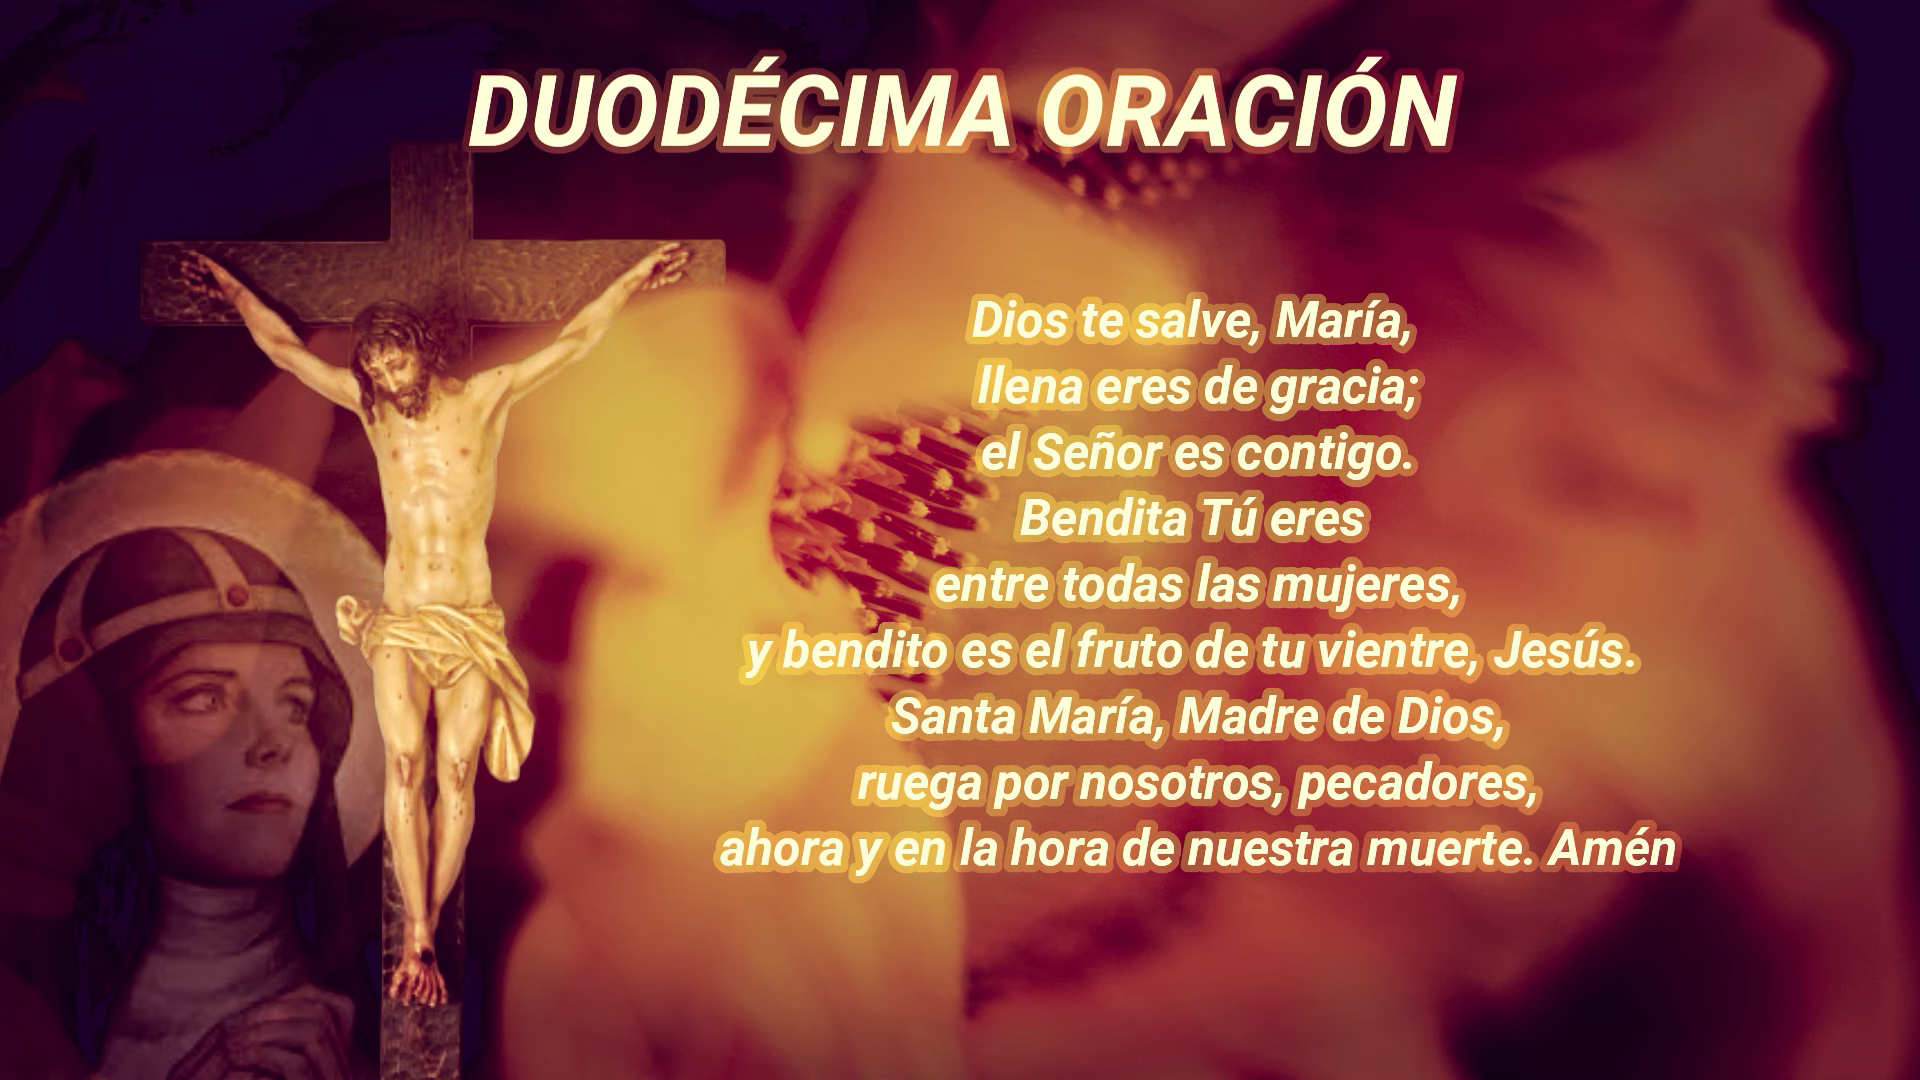 DUODÉCIMA ORACIÓN
Dios te salve, María,
llena eres de gracia;
el Señor es contigo.
Bendita Tú eres
entre todas las mujeres,
y bendito es el fruto de tu vientre, Jesús.
Santa María, Madre de Dios,
ruega por nosotros, pecadores,
ahora y en la hora de nuestra muerte. Amén